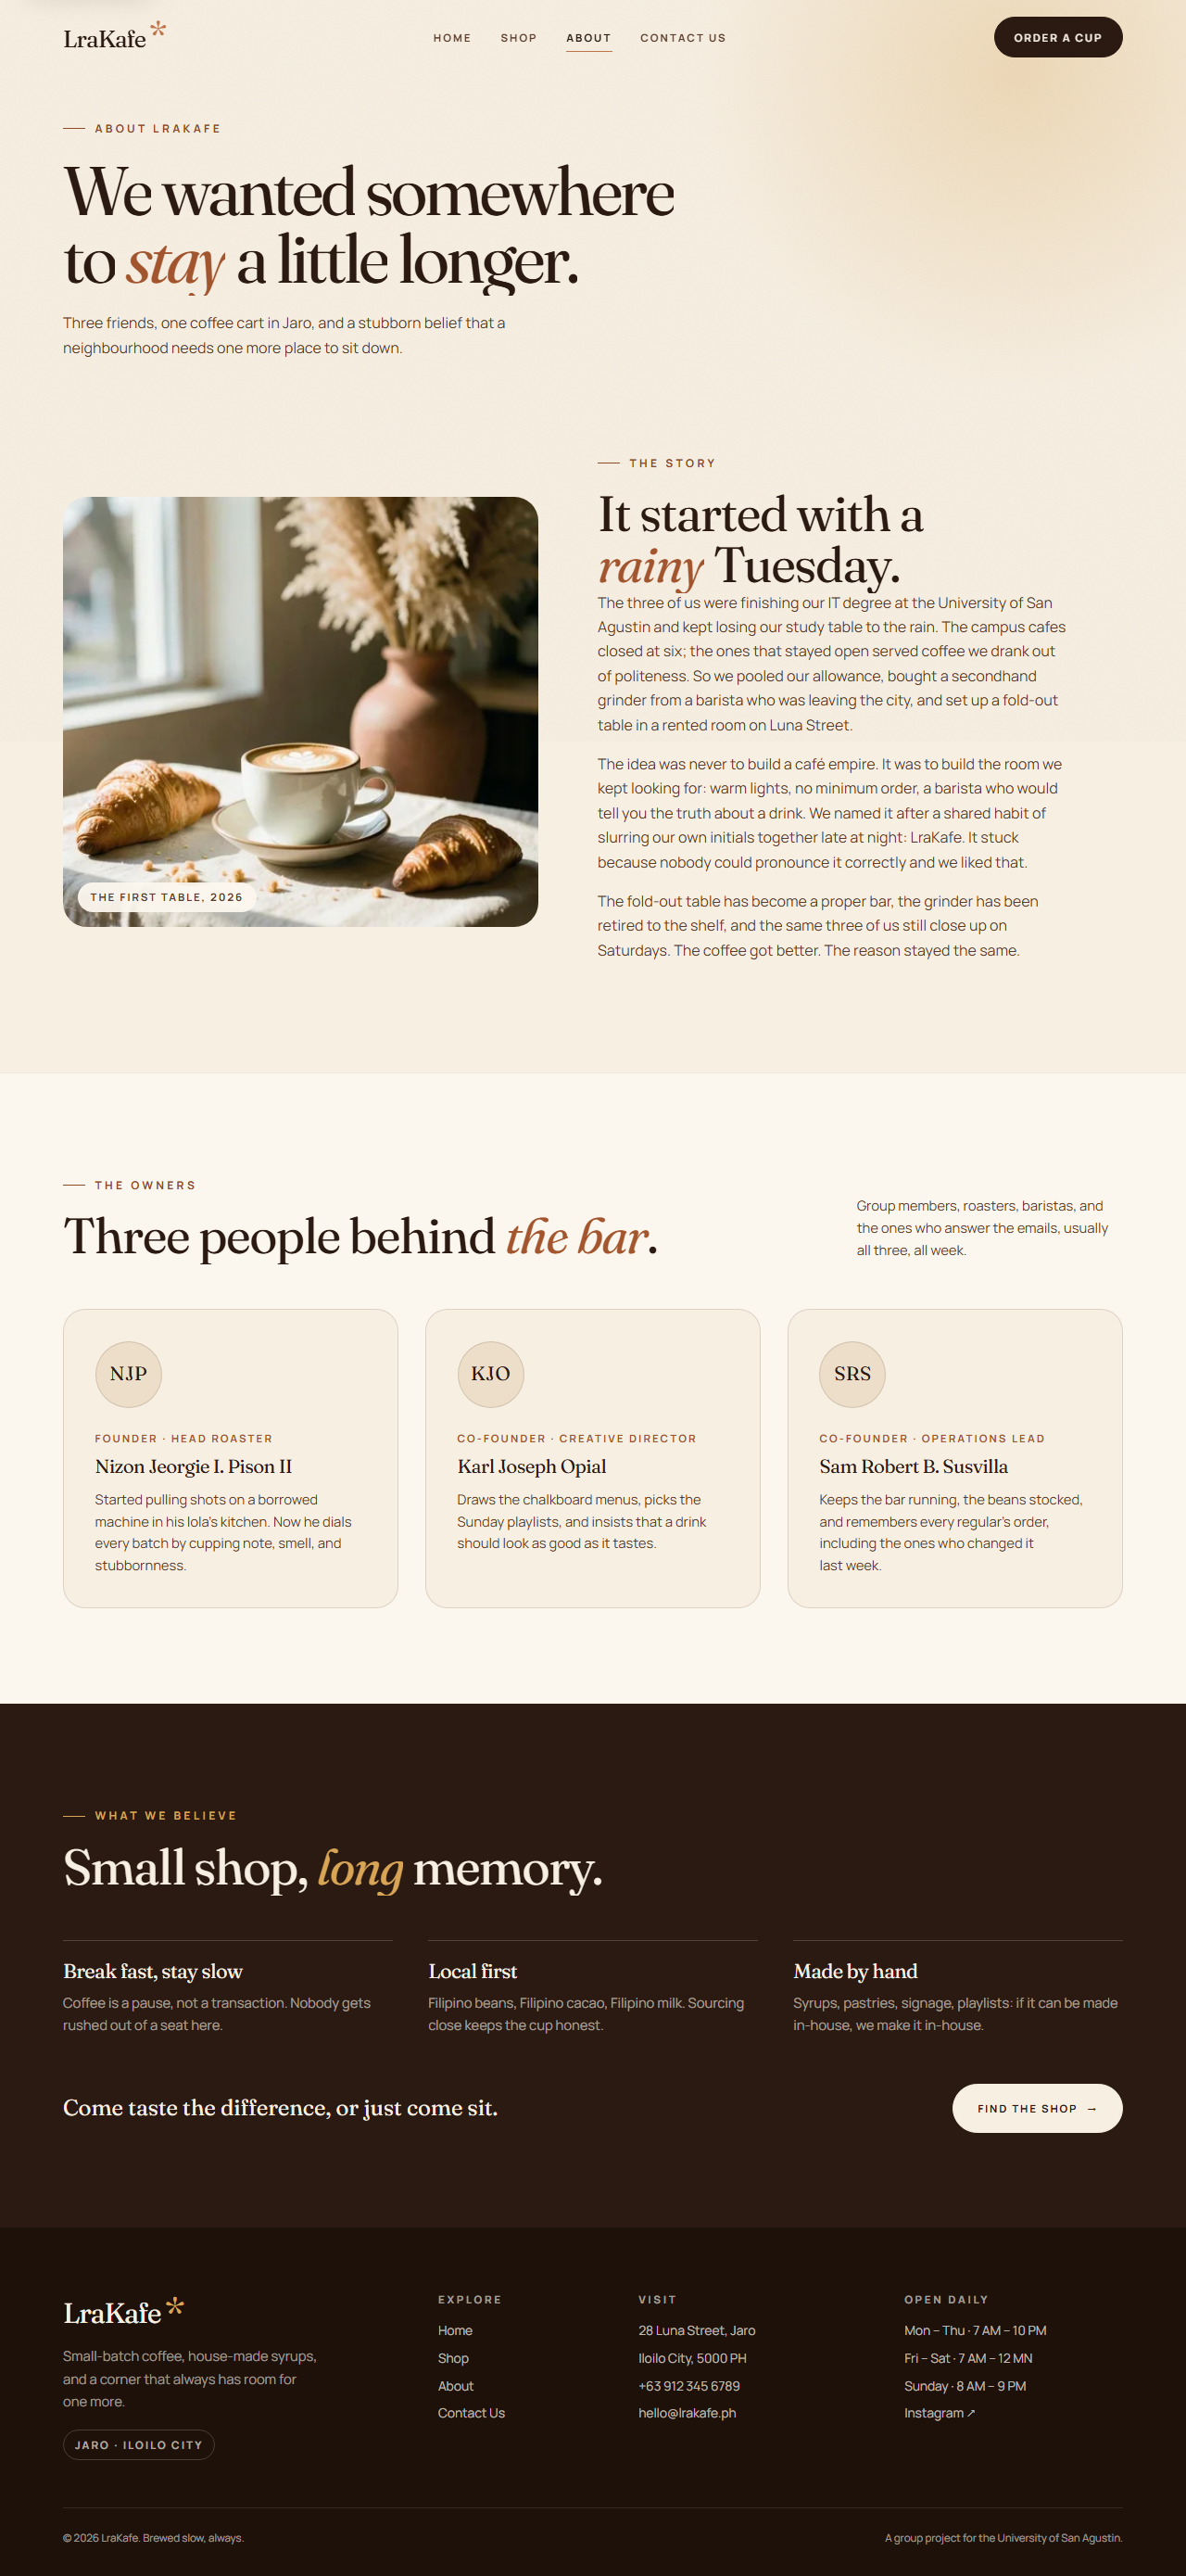 LraKafe*
HOME SHOP ABOUT CONTACT US
ORDER A CUP
ABOUT LRAKAFE
We wanted somewhere
to stay a little longer.
Three friends, one coffee cart in Jaro, and a stubborn belief that a
neighbourhood needs one more place to sit down.
THE STORY
It started with a
rainy Tuesday.
The three of us were finishing our IT degree at the University of San
Agustin and kept losing our study table to the rain. The campus cafes
closed at six; the ones that stayed open served coffee we drank out
of politeness. So we pooled our allowance, bought a secondhand
grinder from a barista who was leaving the city, and set up a fold-out
table in a rented room on Luna Street.
The idea was never to build a café empire. It was to build the room we
kept looking for: warm lights, no minimum order, a barista who would
tell you the truth about a drink. We named it after a shared habit of
slurring our own initials together late at night: LraKafe. It stuck
because nobody could pronounce it correctly and we liked that.
The fold-out table has become a proper bar, the grinder has been
retired to the shelf, and the same three of us still close up on
Saturdays. The coffee got better. The reason stayed the same.
THE FIRST TABLE, 2026
THE OWNERS
Three people behind the bar.
Group members, roasters, baristas, and
the ones who answer the emails, usually
all three, all week.
NJP
FOUNDER · HEAD ROASTER
Nizon Jeorgie I. Pison II
Started pulling shots on a borrowed
machine in his lola's kitchen. Now he dials
every batch by cupping note, smell, and
stubbornness.
KJO
CO-FOUNDER · CREATIVE DIRECTOR
Karl Joseph Opial
Draws the chalkboard menus, picks the
Sunday playlists, and insists that a drink
should look as good as it tastes.
SRS
CO-FOUNDER · OPERATIONS LEAD
Sam Robert B. Susvilla
Keeps the bar running, the beans stocked,
and remembers every regular's order,
including the ones who changed it
last week.
WHAT WE BELIEVE
Small shop, long memory.
Break fast, stay slow
Coffee is a pause, not a transaction. Nobody gets
rushed out of a seat here.
Local first
Filipino beans, Filipino cacao, Filipino milk. Sourcing
close keeps the cup honest.
Made by hand
Syrups, pastries, signage, playlists: if it can be made
in-house, we make it in-house.
Come taste the difference, or just come sit.
FIND THE SHOP →
LraKafe*
Small-batch coffee, house-made syrups,
and a corner that always has room for
one more.
JARO · ILOILO CITY
EXPLORE
Home
Shop
About
Contact Us
VISIT
28 Luna Street, Jaro
Iloilo City, 5000 PH
+63 912 345 6789
hello@lrakafe.ph
OPEN DAILY
Mon – Thu · 7 AM – 10 PM
Fri – Sat · 7 AM – 12 MN
Sunday · 8 AM – 9 PM
Instagram ↗
© 2026 LraKafe. Brewed slow, always.
A group project for the University of San Agustin.